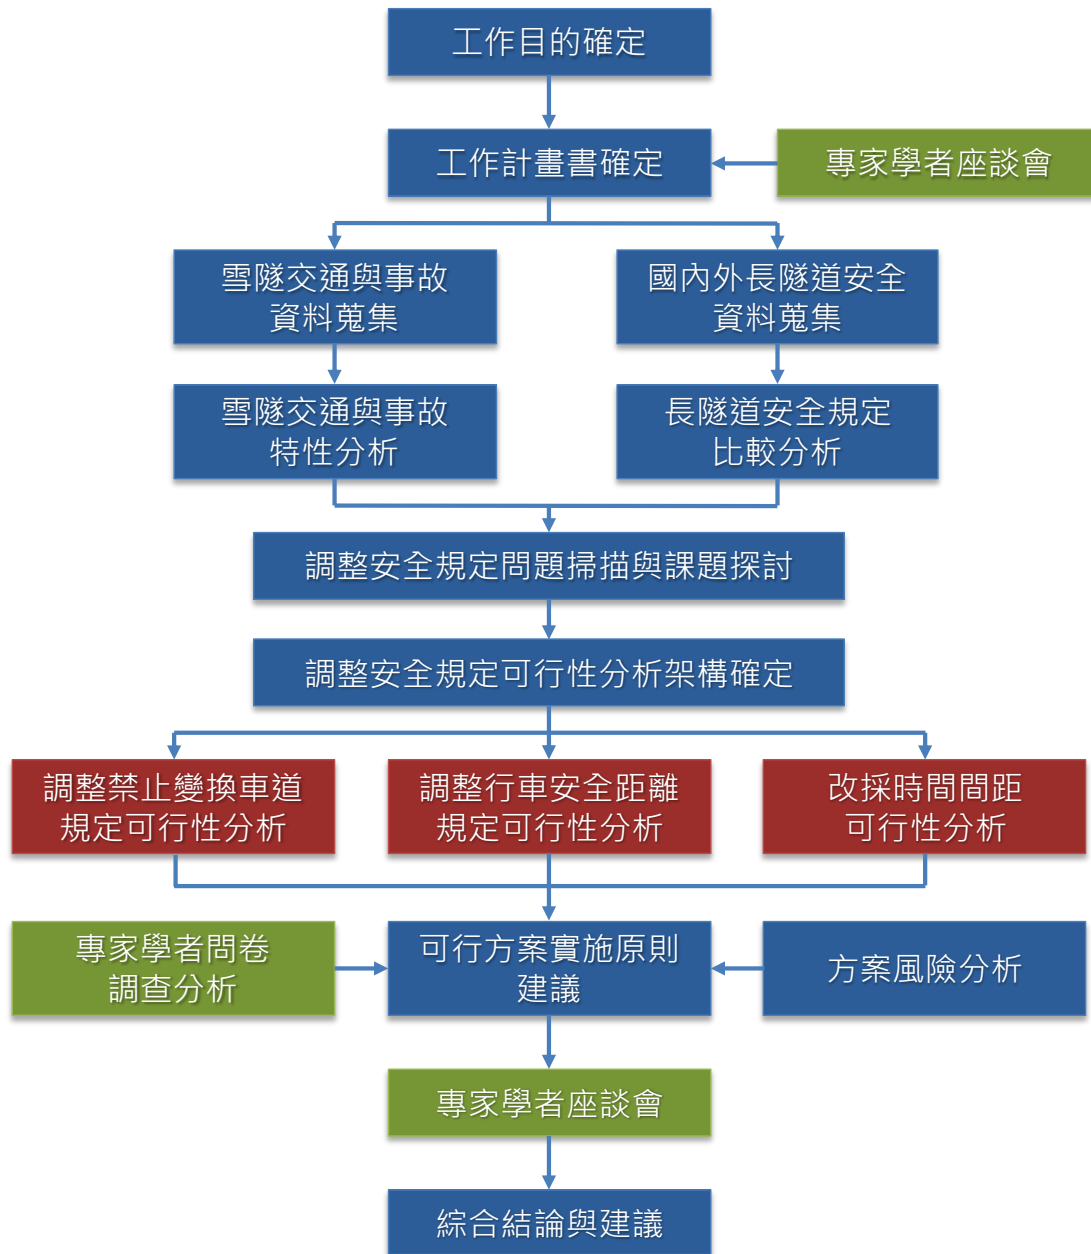 工作目的確定
工作計畫書確定
專家學者座談會
雪隧交通與事故
資料蒐集
國內外長隧道安全
資料蒐集
雪隧交通與事故
特性分析
長隧道安全規定
比較分析
調整安全規定問題掃描與課題探討
調整安全規定可行性分析架構確定
調整禁止變換車道
規定可行性分析
調整行車安全距離
規定可行性分析
改採時間間距
可行性分析
專家學者問卷
調查分析
可行方案實施原則
建議
方案風險分析
專家學者座談會
綜合結論與建議